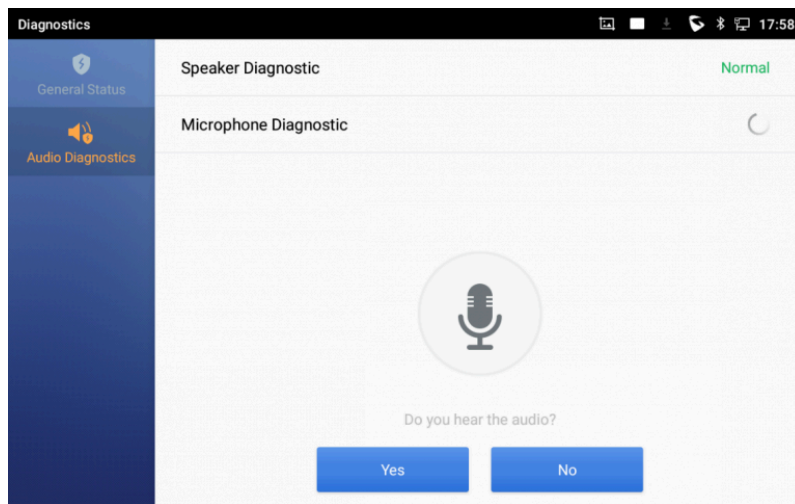 Diagnostics
17:58
General Status
Audio Diagnostics
Speaker Diagnostic Normal
Microphone Diagnostic
Do you hear the audio?
Yes No